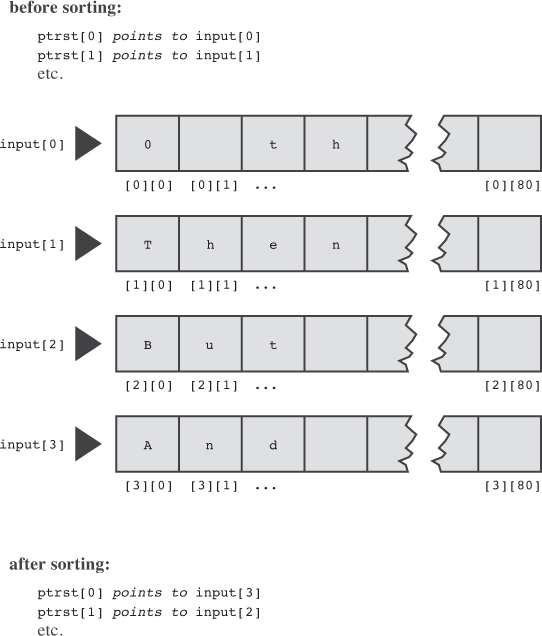 before sorting:
ptrst[0] points to input[0]
ptrst[1] points to input[1]
etc.
input[0] 0 t h
[0][0] [0][1] ... [0][80]
input[1] T h e n
[1][0] [1][1] ... [1][80]
input[2] B u t
[2][0] [2][1] ... [2][80]
input[3] A n d
[3][0] [3][1] ... [3][80]
after sorting:
ptrst[0] points to input[3]
ptrst[1] points to input[2]
etc.